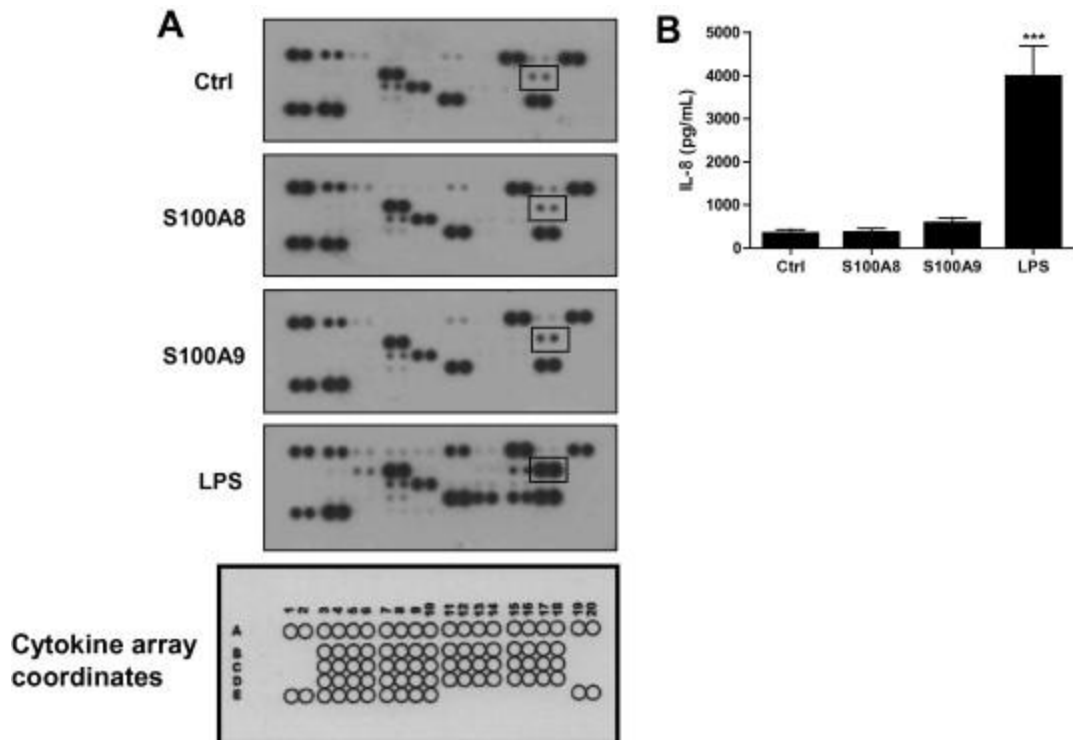 A
Ctrl
S100A8
S100A9
LPS
Cytokine array
coordinates
1 2 3 4 5 6 7 8 9 10 11 12 13 14 15 16 17 18 19 20
A
B
C
D
E
B
IL-8 (pg/mL)
5000
4000
3000
2000
1000
0
***
Ctrl S100A8 S100A9 LPS